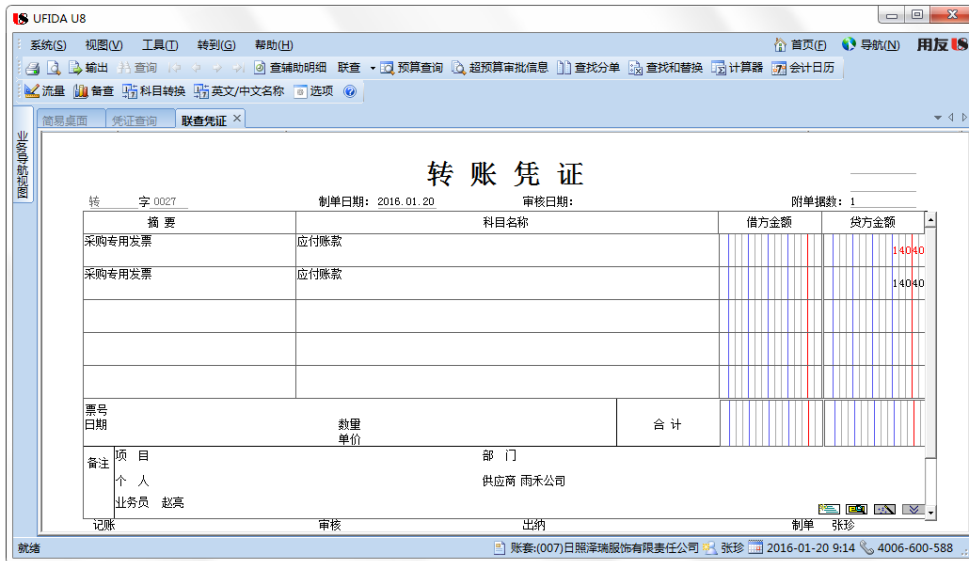 UFIDA U8
系统(S) 视图(V) 工具(T) 转到(G) 帮助(H) 首页(F) 导航(N) 用友
输出 查询 查辅助明细 联查 预算查询 超预算审批信息 查找分单 查找和替换 计算器 会计日历
流量 备查 科目转换 英文/中文名称 选项
简易桌面 凭证查询 联查凭证
业务导航视图
转 账 凭 证
转 字 0027 制单日期: 2016.01.20 审核日期: 附单据数: 1
摘 要 科目名称 借方金额 贷方金额
采购专用发票 应付账款 14040
采购专用发票 应付账款 14040
票号
日期 数量 合 计
单价
备注 项 目 部 门
个 人 供应商 雨禾公司
业务员 赵亮
记账 审核 出纳 制单 张珍
就绪 账套:(007)日照泽瑞服饰有限责任公司 张珍 2016-01-20 9:14 4006-600-588